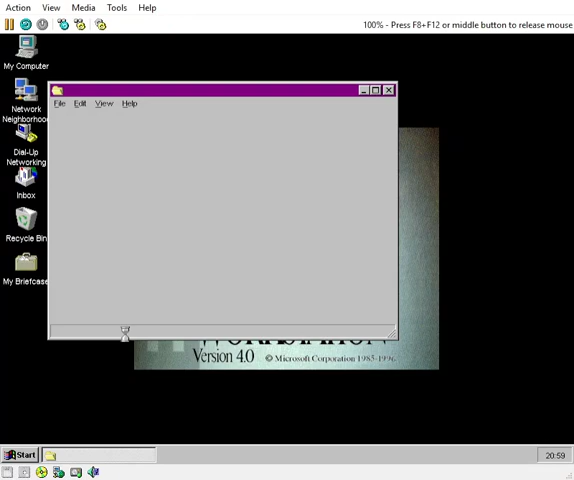 Action View Media Tools Help
100% - Press F8+F12 or middle button to release mouse
My Computer
Network
Neighborhood
Dial-Up
Networking
Inbox
Recycle Bin
My Briefcase
File Edit View Help
Version 4.0 © Microsoft Corporation 1985-1996.
Start
20:59